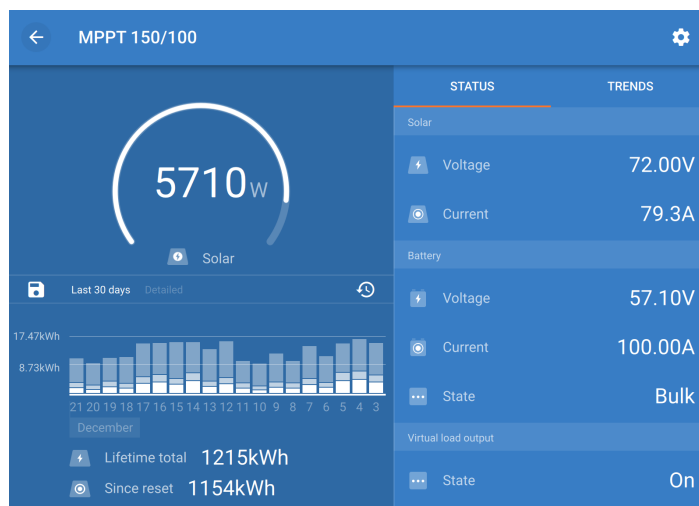 MPPT 150/100
5710W
Solar
Last 30 days Detailed
17.47kWh
8.73kWh
21 20 19 18 17 16 15 14 13 12 11 10 9 8 7 6 5 4 3
December
Lifetime total 1215kWh
Since reset 1154kWh
STATUS TRENDS
Solar
Voltage 72.00V
Current 79.3A
Battery
Voltage 57.10V
Current 100.00A
State Bulk
Virtual load output
State On